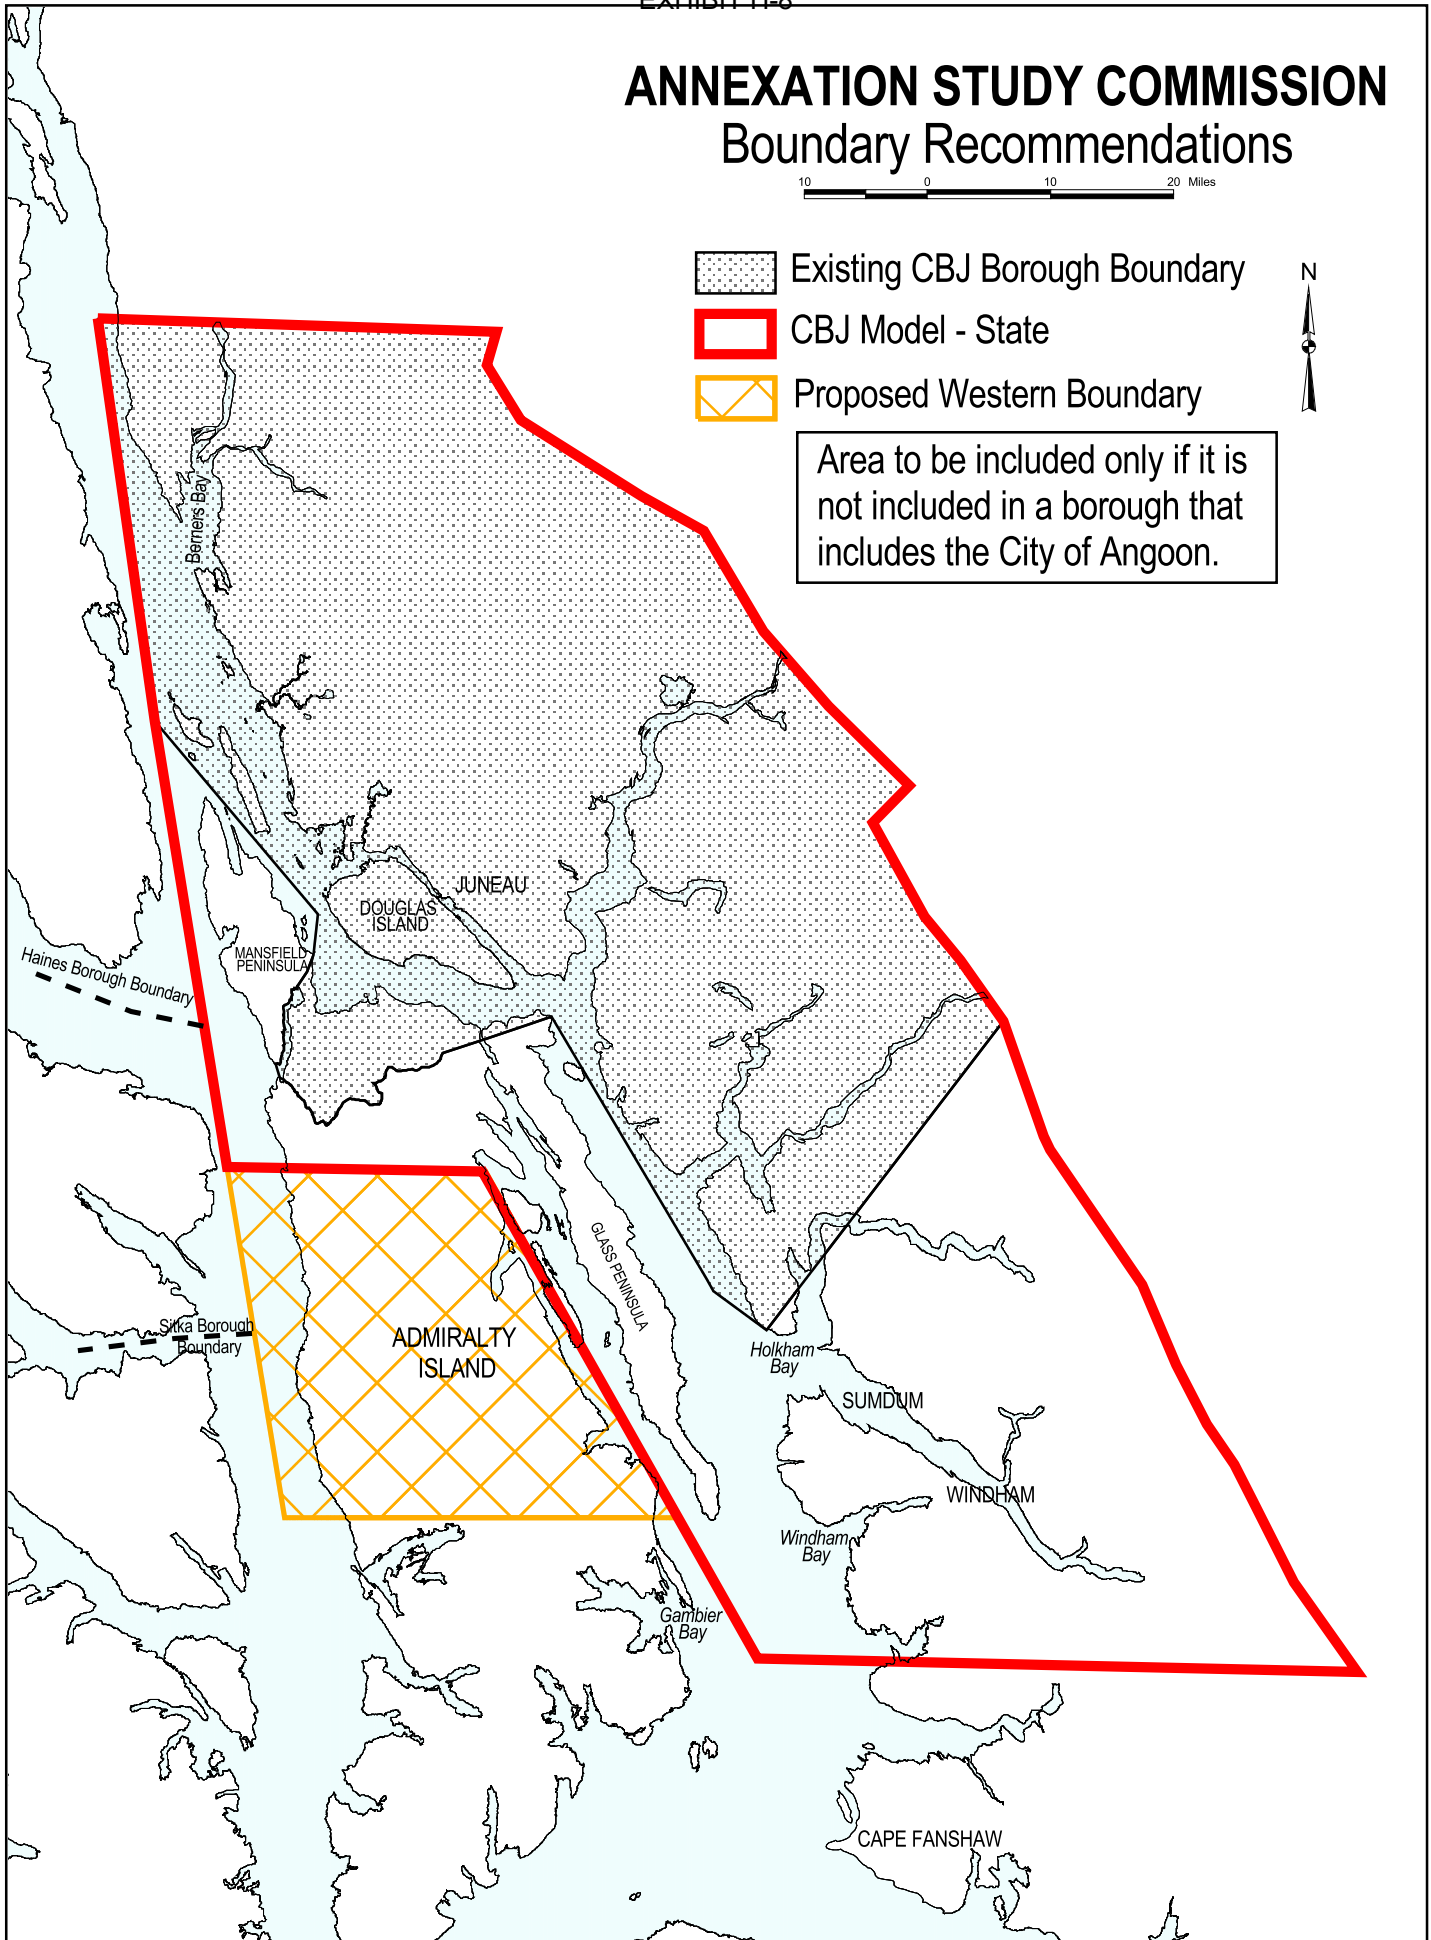 EXHIBIT H-8
ANNEXATION STUDY COMMISSION
Boundary Recommendations
10 0 10 20 Miles
Existing CBJ Borough Boundary
N
CBJ Model - State
Proposed Western Boundary
Area to be included only if it is
not included in a borough that
includes the City of Angoon.
Berners Bay
JUNEAU
DOUGLAS
ISLAND
MANSFIELD
PENINSULA
Haines Borough Boundary
GLASS PENINSULA
Sitka Borough
Boundary
ADMIRALTY
ISLAND
Holkham
Bay
SUMDUM
WINDHAM
Windham
Bay
Gambier
Bay
CAPE FANSHAW